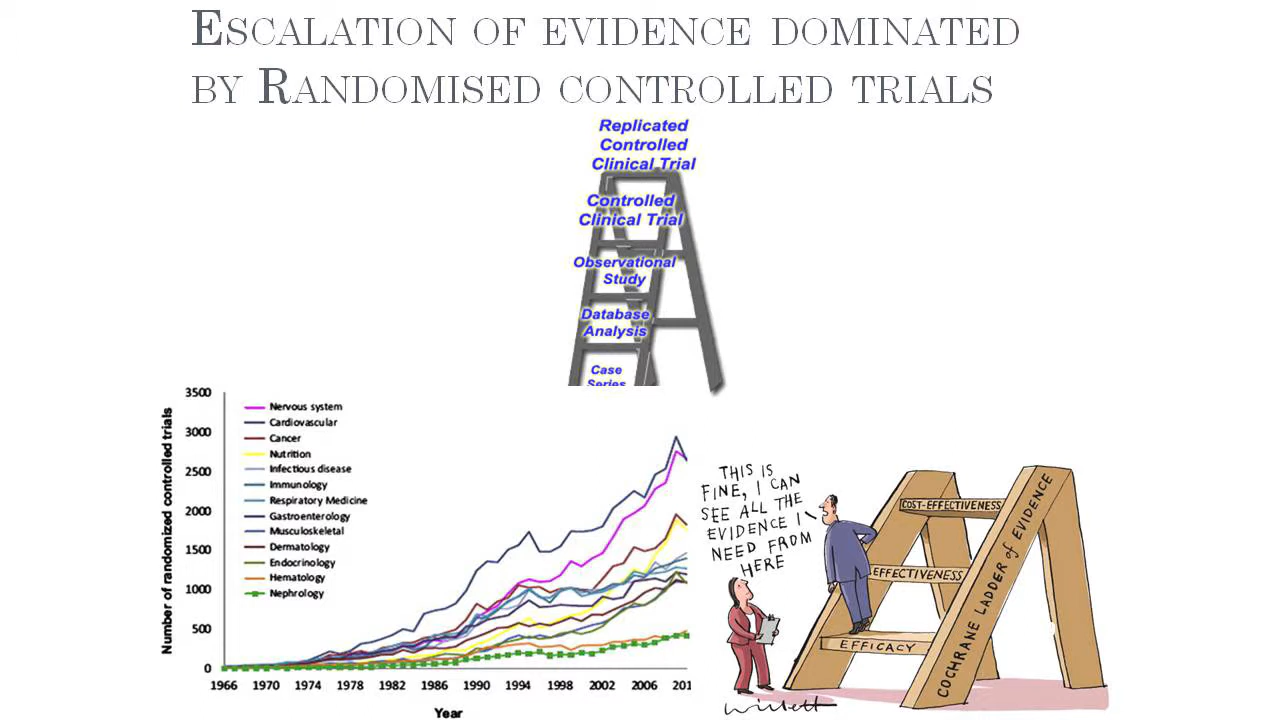 Escalation of evidence dominated
by Randomised controlled trials
Replicated
Controlled
Clinical Trial
Controlled
Clinical Trial
Observational
Study
Database
Analysis
Case
Series
Number of randomized controlled trials
3500
3000
2500
2000
1500
1000
500
0
Nervous system
Cardiovascular
Cancer
Nutrition
Infectious disease
Immunology
Respiratory Medicine
Gastroenterology
Musculoskeletal
Dermatology
Endocrinology
Hematology
Nephrology
1966 1970 1974 1978 1982 1986 1990 1994 1998 2002 2006 201
Year
THIS IS
FINE, I CAN
SEE ALL THE
EVIDENCE I
NEED FROM
HERE
COST-EFFECTIVENESS
EFFECTIVENESS
EFFICACY
COCHRANE LADDER of EVIDENCE